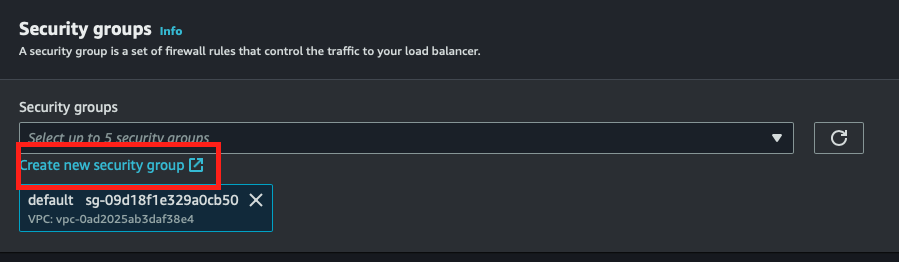 Security groups Info
A security group is a set of firewall rules that control the traffic to your load balancer.
Security groups
Select up to 5 security groups
Create new security group
default sg-09d18f1e329a0cb50
VPC: vpc-0ad2025ab3daf38e4